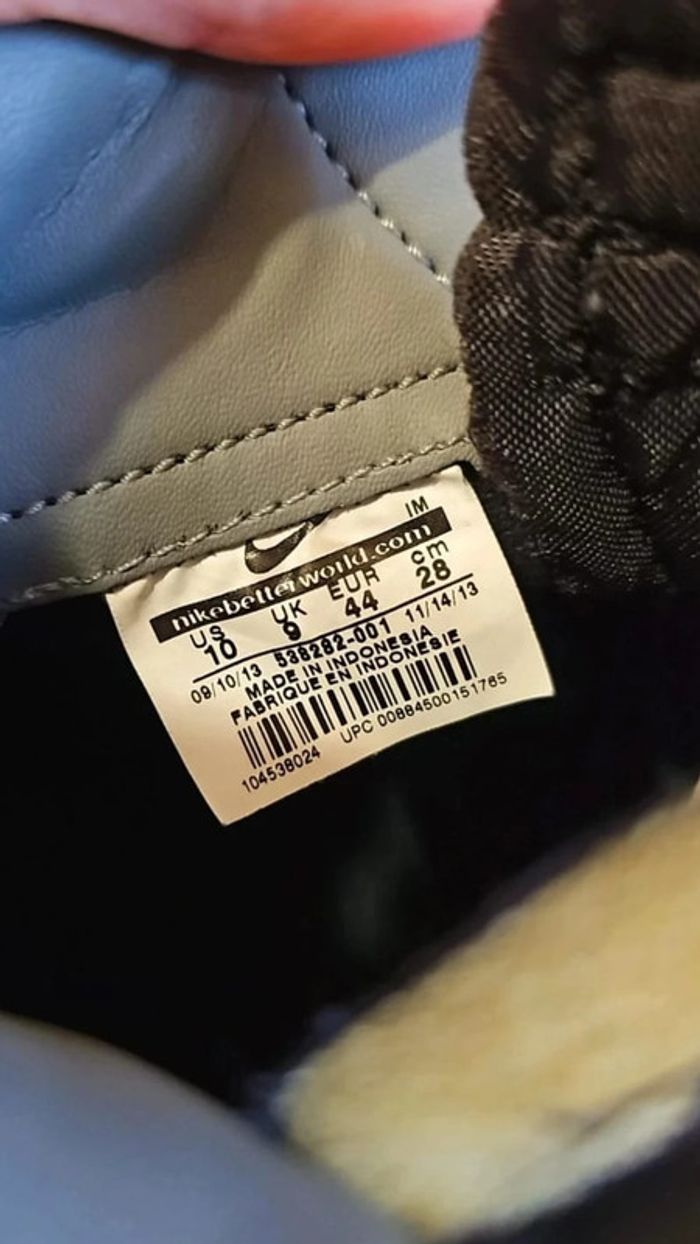 IM
nikebetterworld.com
US UK EUR cm
10 9 44 28
09/10/13 538282-001 11/14/13
MADE IN INDONESIA
FABRIQUE EN INDONESIE
104538024 UPC 00884500151765